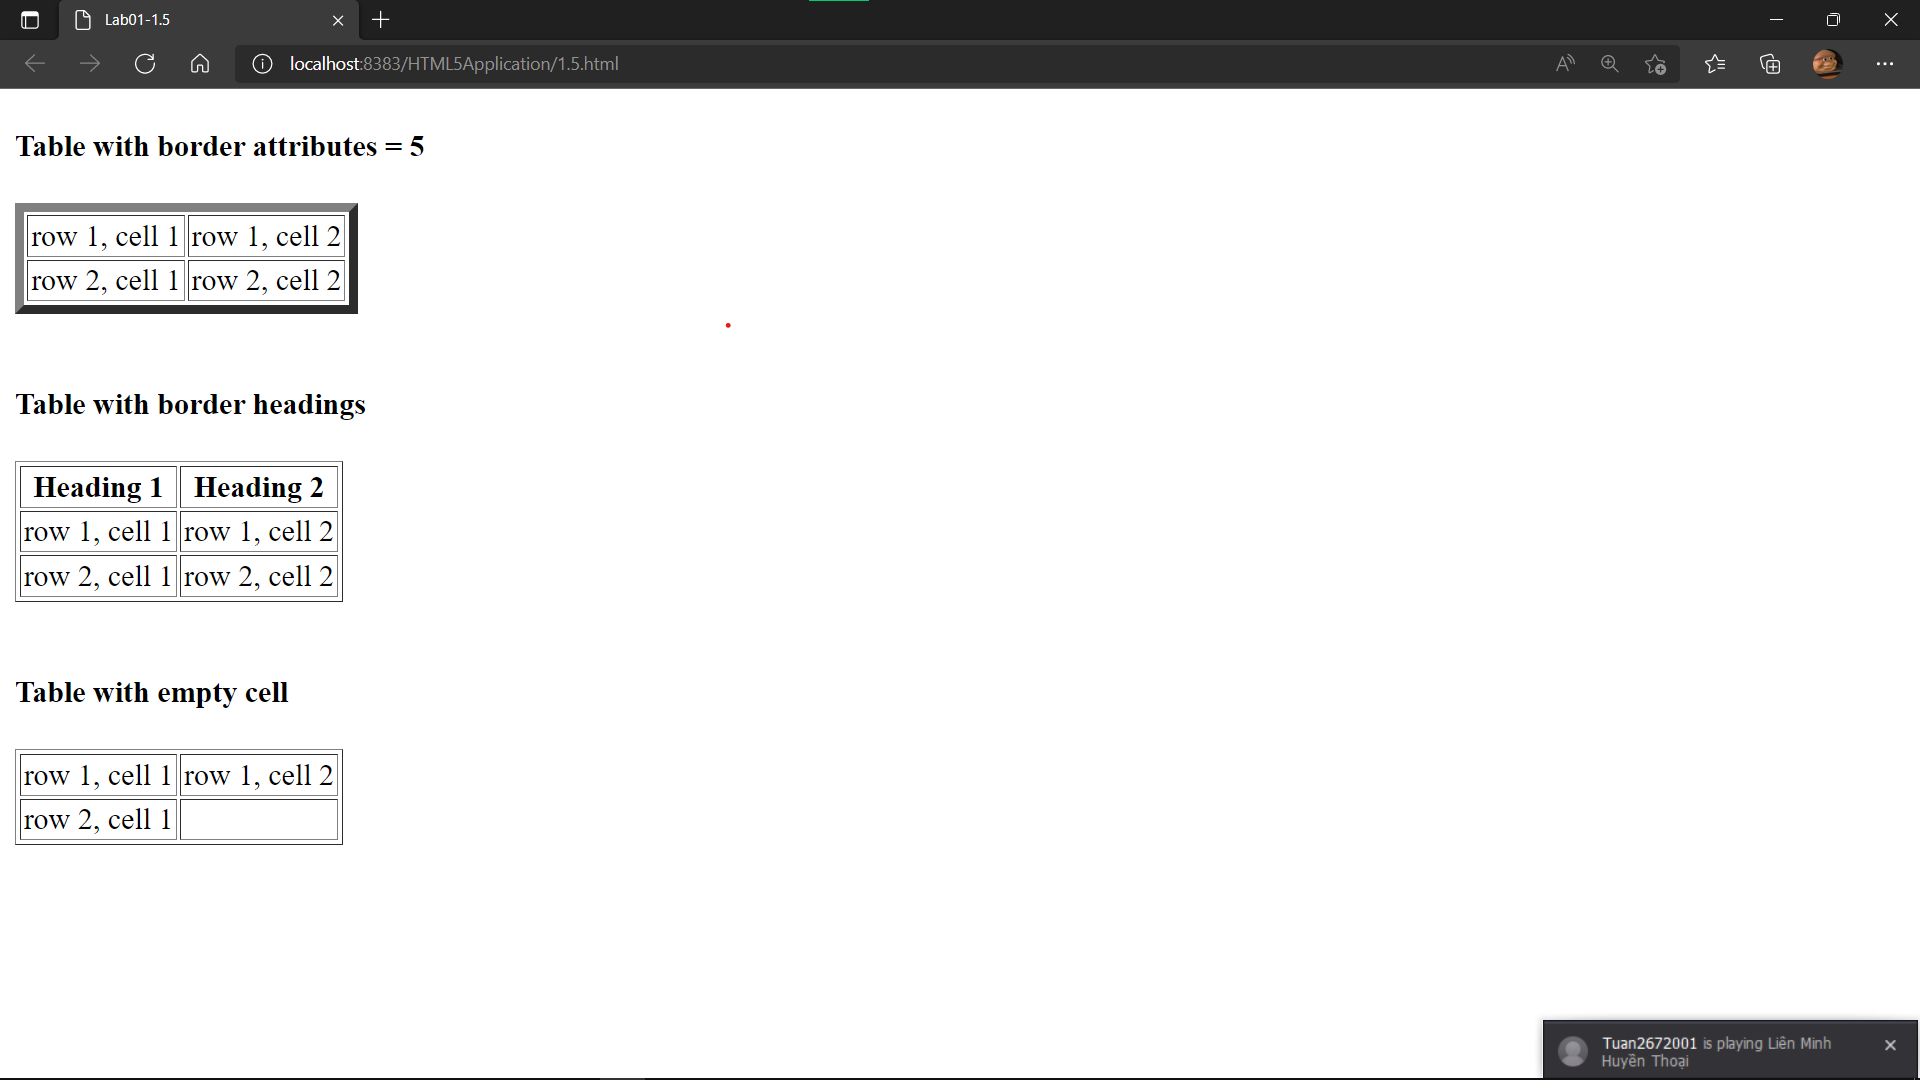 Lab01-1.5
localhost:8383/HTML5Application/1.5.html
Table with border attributes = 5
row 1, cell 1 row 1, cell 2
row 2, cell 1 row 2, cell 2
Table with border headings
Heading 1 Heading 2
row 1, cell 1 row 1, cell 2
row 2, cell 1 row 2, cell 2
Table with empty cell
row 1, cell 1 row 1, cell 2
row 2, cell 1
Tuan2672001 is playing Liên Minh
Huyền Thoại